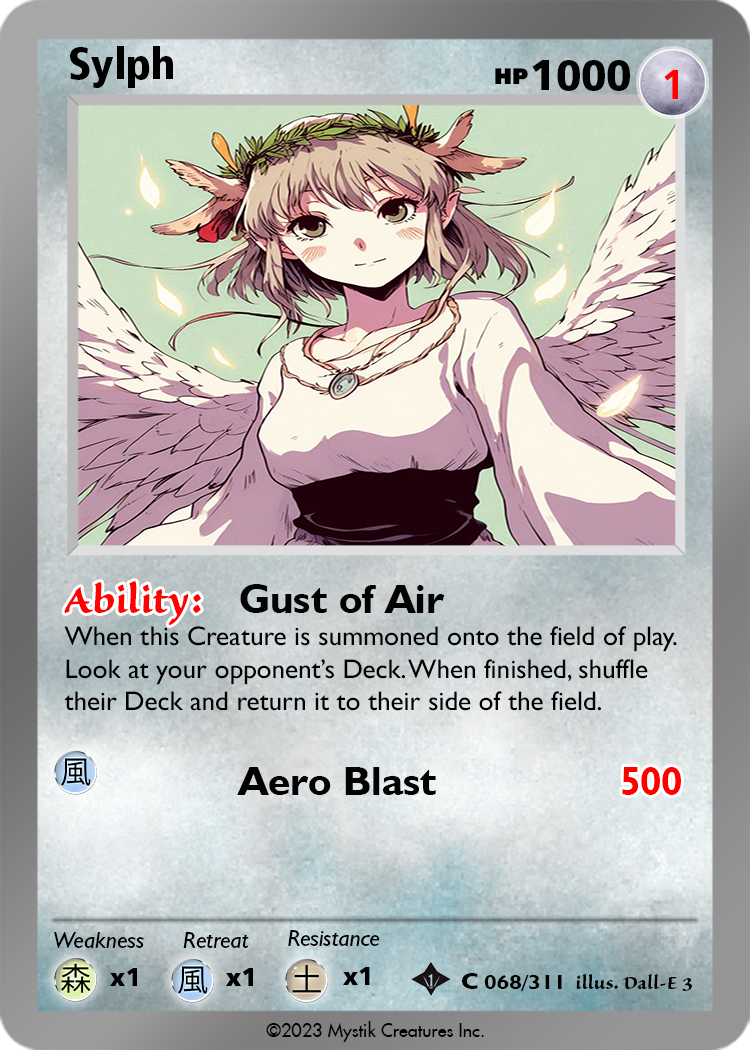 Sylph
HP 1000 1
Ability: Gust of Air
When this Creature is summoned onto the field of play.
Look at your opponent's Deck. When finished, shuffle
their Deck and return it to their side of the field.
風 Aero Blast 500
Weakness Retreat Resistance
森 x1 風 x1 土 x1 1 C 068/311 illus. Dall-E 3
©2023 Mystik Creatures Inc.